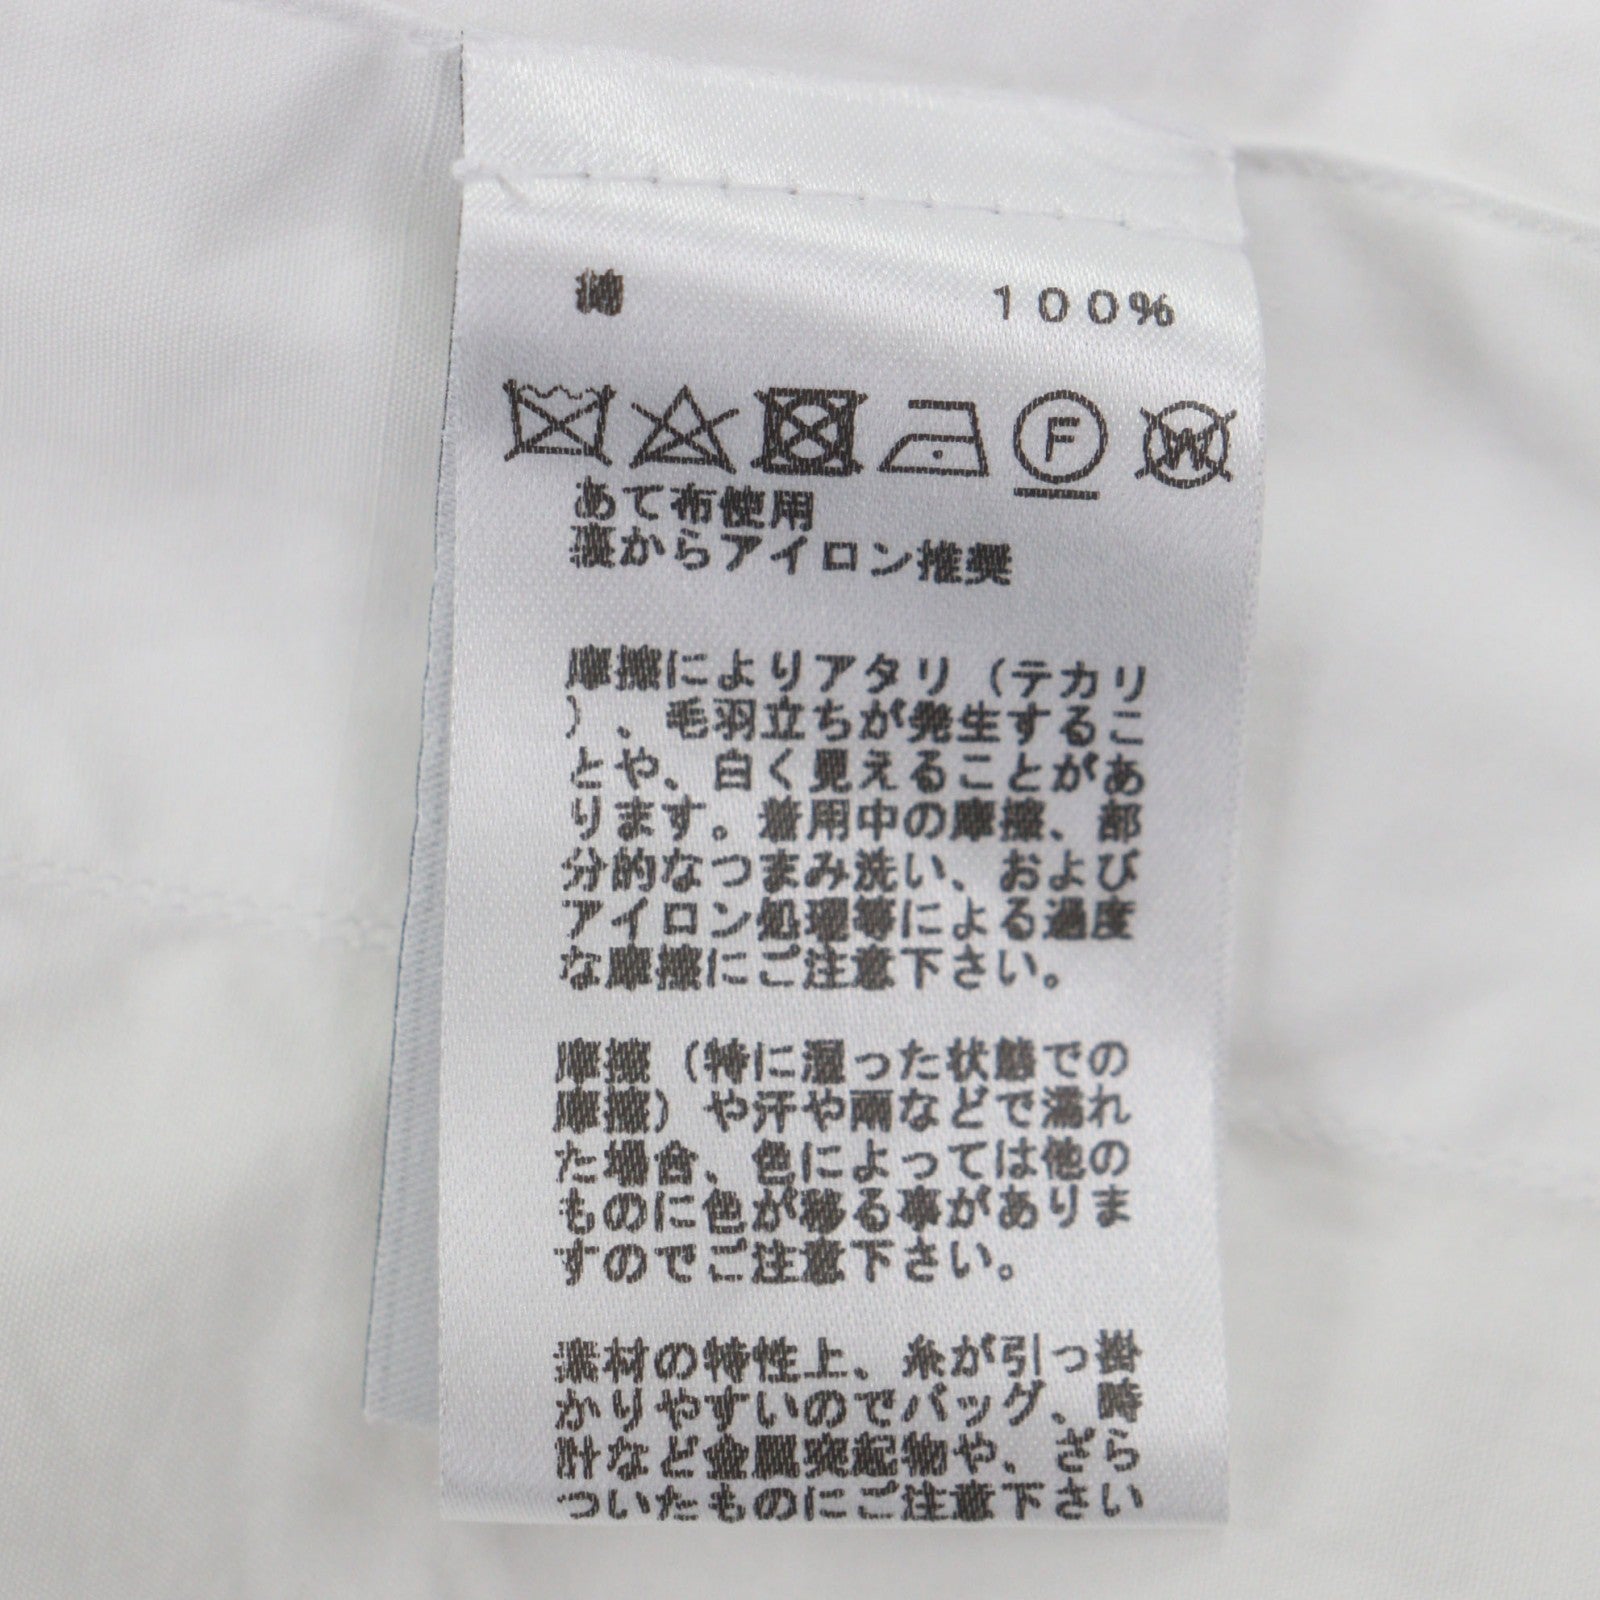 綿 100%
F W
あて布使用
裏からアイロン推奨
摩擦によりアタリ（テカリ
）、毛羽立ちが発生するこ
とや、白く見えることがあ
ります。着用中の摩擦、部
分的なつまみ洗い、および
アイロン処理等による過度
な摩擦にご注意下さい。
摩擦（特に湿った状態での
摩擦）や汗や雨などで濡れ
た場合、色によっては他の
ものに色が移る事がありま
すのでご注意下さい。
素材の特性上、糸が引っ掛
かりやすいのでバッグ、時
計など金属突起物や、ざら
ついたものにご注意下さい